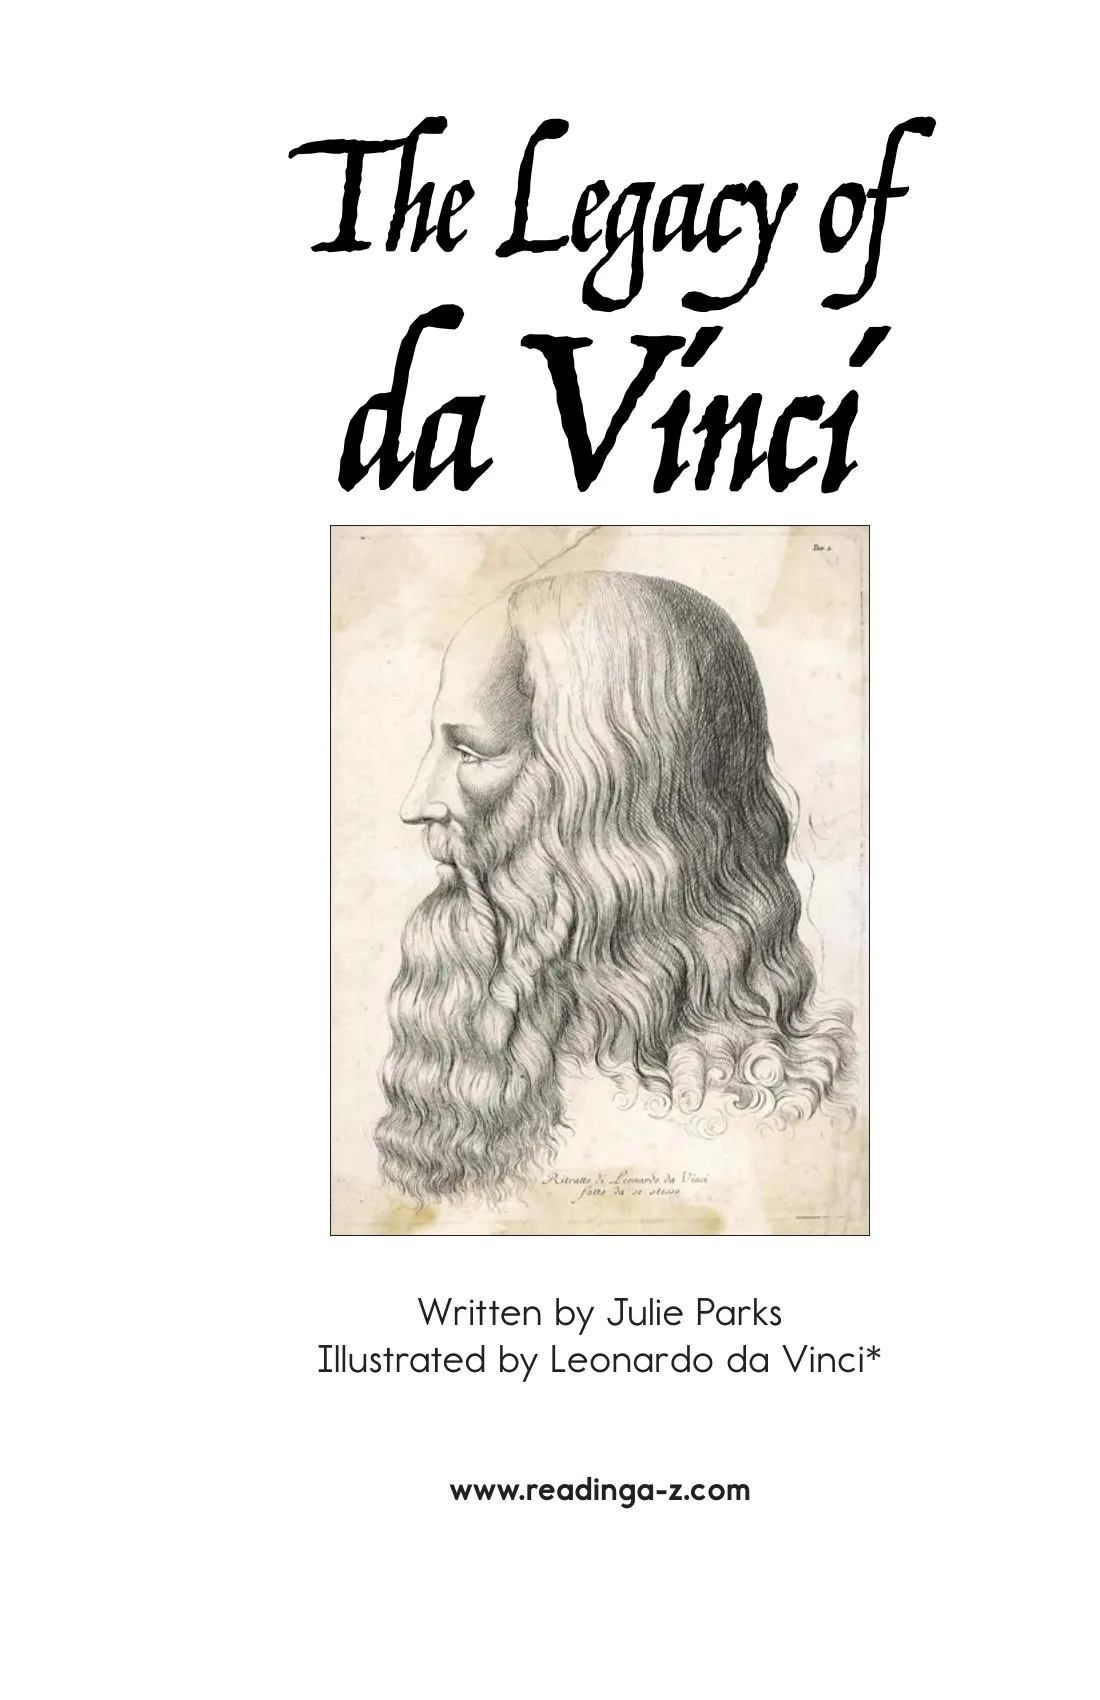 The Legacy of
da Vinci
Ritratto di Leonardo da Vinci
fatto da se stesso
Written by Julie Parks
Illustrated by Leonardo da Vinci*
www.readinga-z.com